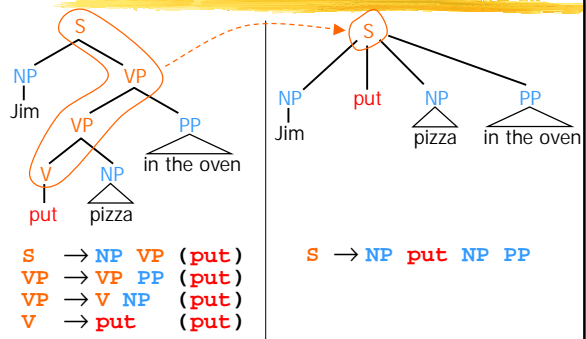 S
NP VP
Jim
VP PP
in the oven
V NP
put pizza
S → NP VP (put)
VP → VP PP (put)
VP → V NP (put)
V → put (put)
S
NP put NP PP
Jim pizza in the oven
S → NP put NP PP